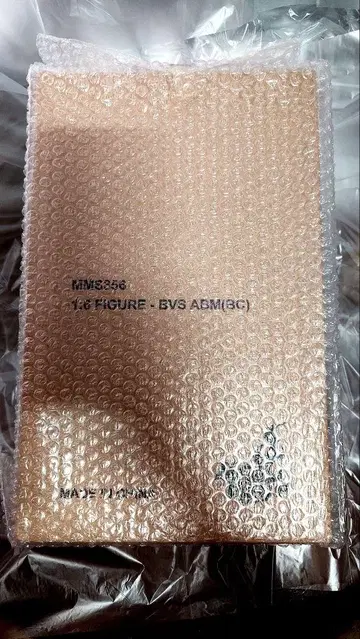 MMS356
1:6 FIGURE - BVS ABM(BC)
MADE IN CHINA